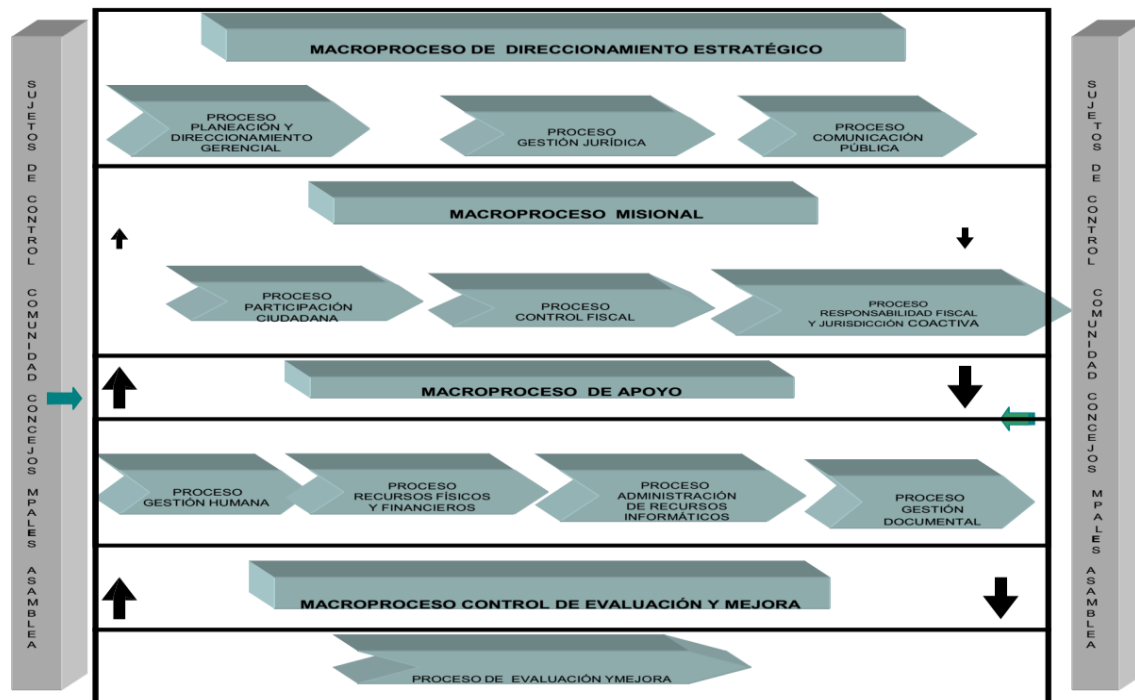 SUJETOS DE CONTROL COMUNIDAD CONCEJOS MPALES ASAMBLEA
MACROPROCESO DE DIRECCIONAMIENTO ESTRATÉGICO
PROCESO
PLANEACIÓN Y
DIRECCIONAMIENTO
GERENCIAL
PROCESO
GESTIÓN JURÍDICA
PROCESO
COMUNICACIÓN
PÚBLICA
MACROPROCESO MISIONAL
PROCESO
PARTICIPACIÓN
CIUDADANA
PROCESO
CONTROL FISCAL
PROCESO
RESPONSABILIDAD FISCAL
Y JURISDICCIÓN COACTIVA
MACROPROCESO DE APOYO
PROCESO
GESTIÓN HUMANA
PROCESO
RECURSOS FÍSICOS
Y FINANCIEROS
PROCESO
ADMINISTRACIÓN
DE RECURSOS
INFORMÁTICOS
PROCESO
GESTIÓN
DOCUMENTAL
MACROPROCESO CONTROL DE EVALUACIÓN Y MEJORA
PROCESO DE EVALUACIÓN YMEJORA
SUJETOS DE CONTROL COMUNIDAD CONCEJOS MPALES ASAMBLEA